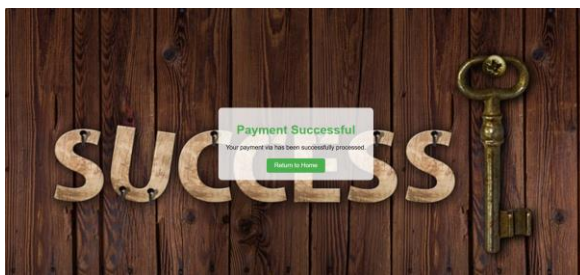 SUCCESS
Payment Successful
Your payment via has been successfully processed.
Return to Home